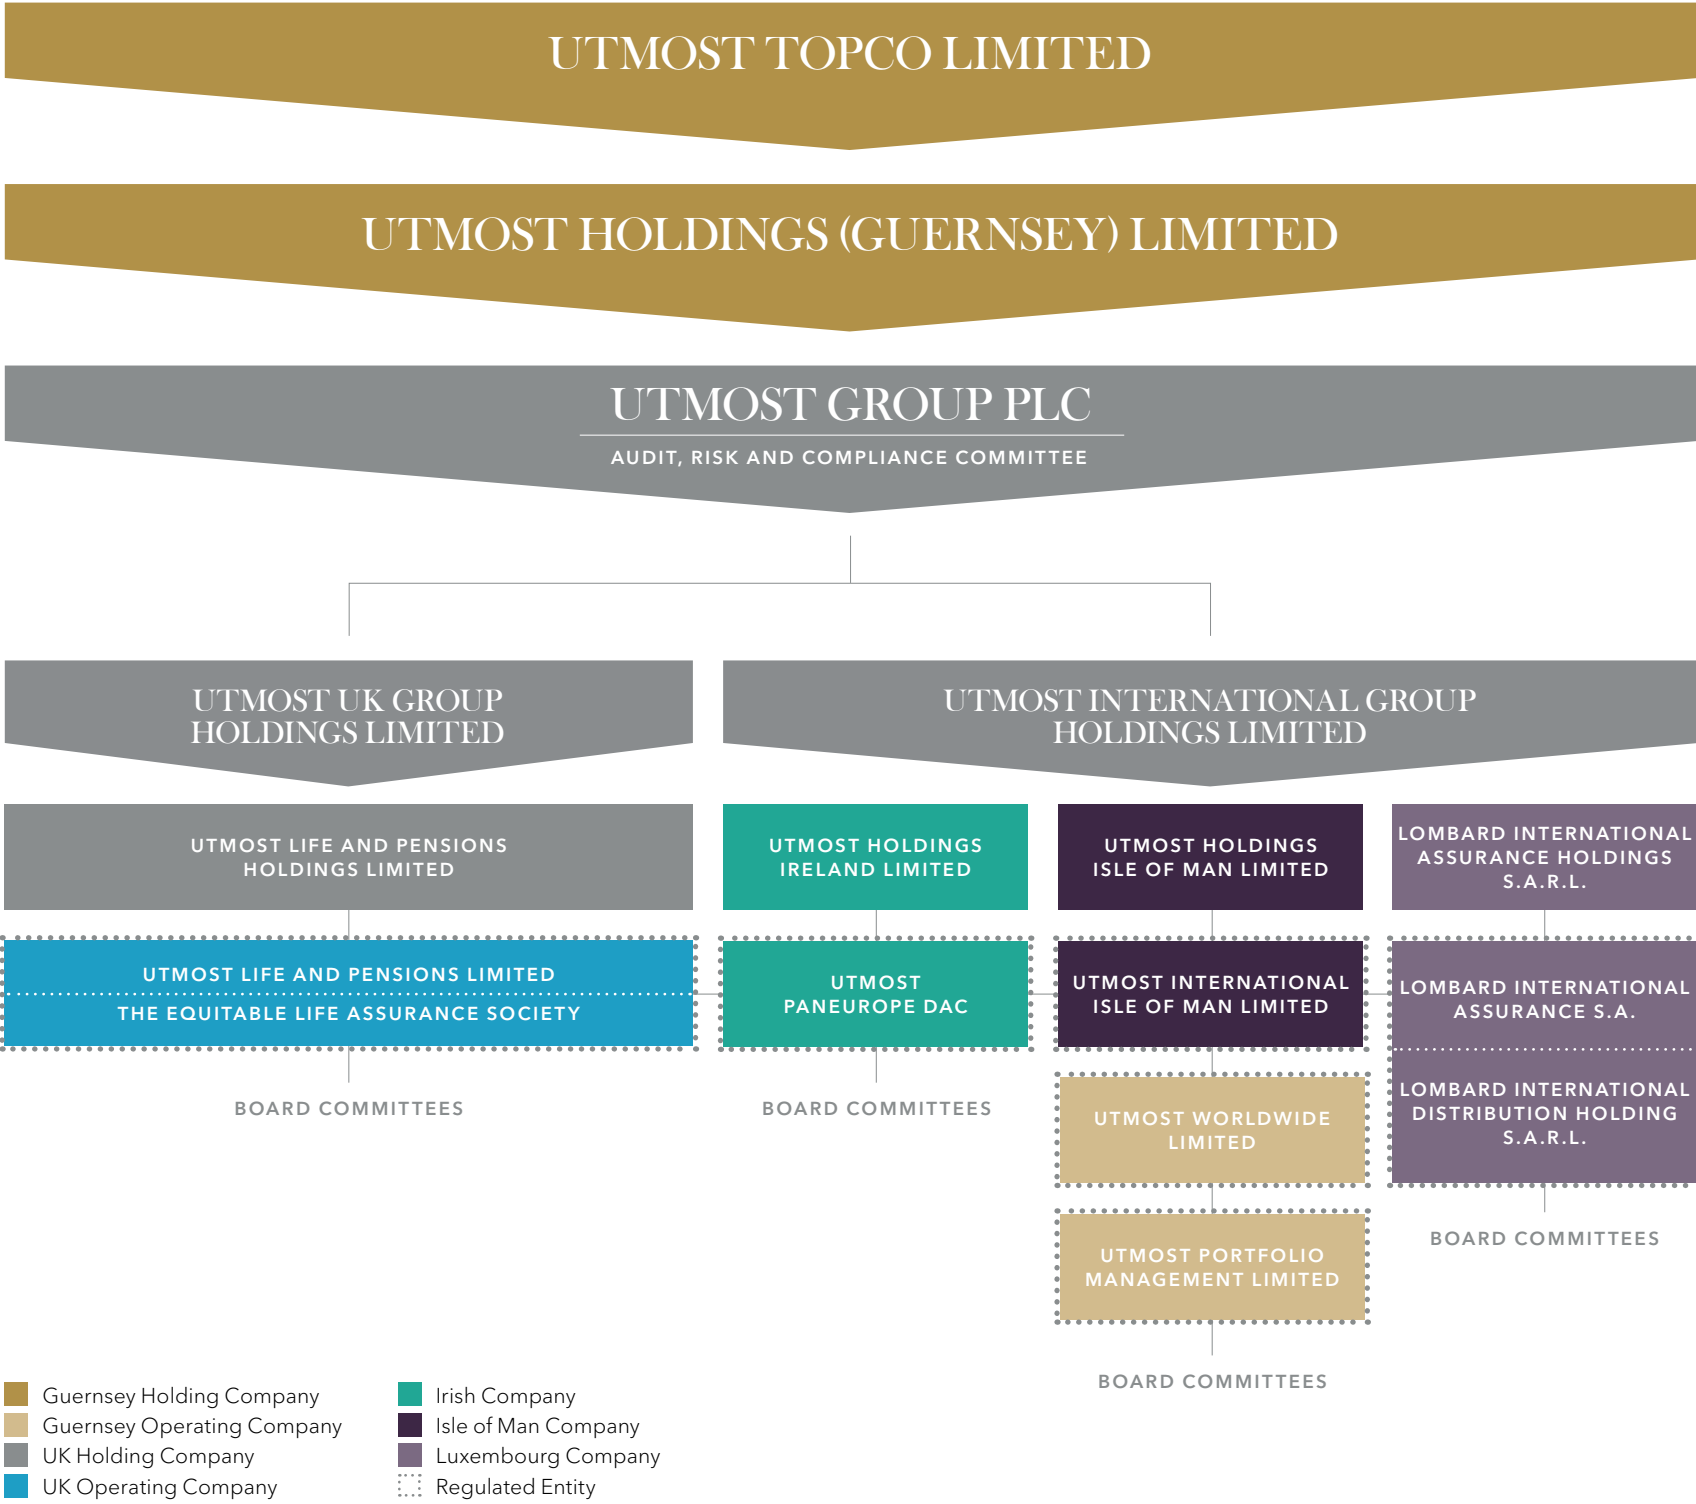 UTMOST TOPCO LIMITED
UTMOST HOLDINGS (GUERNSEY) LIMITED
UTMOST GROUP PLC
AUDIT, RISK AND COMPLIANCE COMMITTEE
UTMOST UK GROUP
HOLDINGS LIMITED
UTMOST INTERNATIONAL GROUP
HOLDINGS LIMITED
UTMOST LIFE AND PENSIONS
HOLDINGS LIMITED
UTMOST HOLDINGS
IRELAND LIMITED
UTMOST HOLDINGS
ISLE OF MAN LIMITED
LOMBARD INTERNATIONAL
ASSURANCE HOLDINGS
S.A.R.L.
UTMOST LIFE AND PENSIONS LIMITED
THE EQUITABLE LIFE ASSURANCE SOCIETY
UTMOST
PANEUROPE DAC
UTMOST INTERNATIONAL
ISLE OF MAN LIMITED
LOMBARD INTERNATIONAL
ASSURANCE S.A.
BOARD COMMITTEES
BOARD COMMITTEES
UTMOST WORLDWIDE
LIMITED
LOMBARD INTERNATIONAL
DISTRIBUTION HOLDING
S.A.R.L.
UTMOST PORTFOLIO
MANAGEMENT LIMITED
BOARD COMMITTEES
BOARD COMMITTEES
Guernsey Holding Company
Guernsey Operating Company
UK Holding Company
UK Operating Company
Irish Company
Isle of Man Company
Luxembourg Company
Regulated Entity